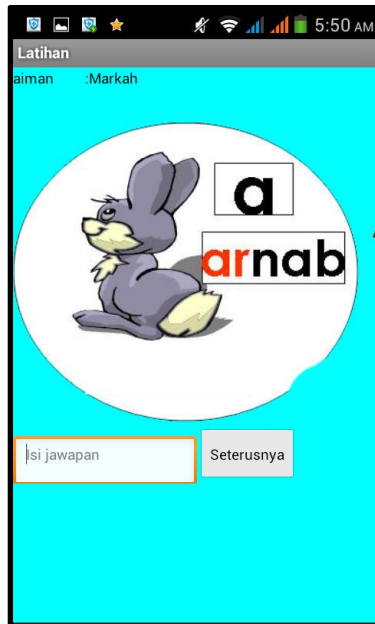 5:50 AM
Latihan
aiman :Markah
a
arnab
Isi jawapan
Seterusnya